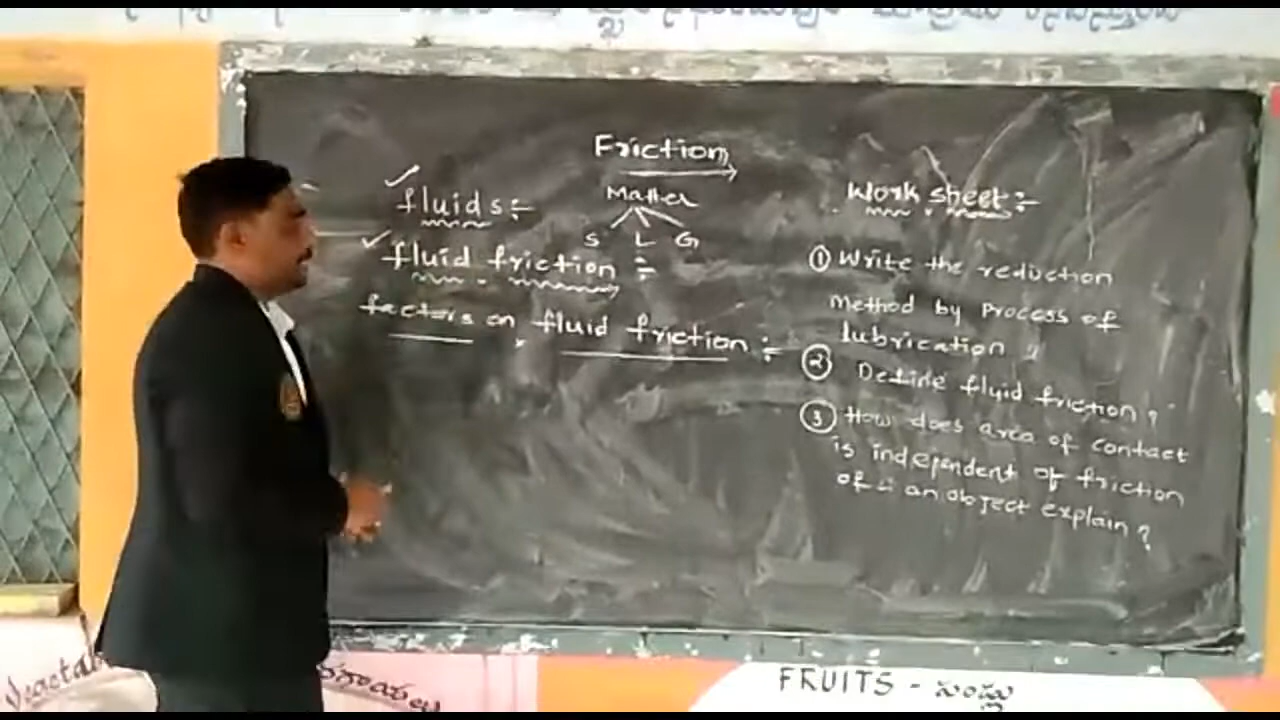 Friction
fluids :-
Matter
S L G
fluid friction :-
factors on fluid friction :-
Work sheet :-
① Write the reduction
Method by process of
lubrication
② Define fluid friction ?
③ How does area of contact
is independent of friction
of an object explain ?
FRUITS - పండ్లు